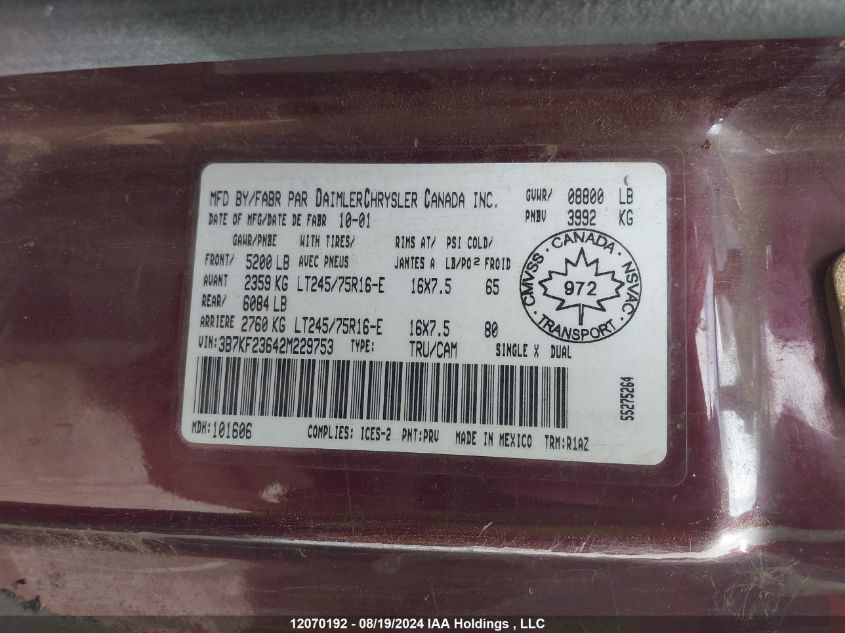 MFD BY/FABR PAR DAIMLERCHRYSLER CANADA INC. GVWR/ 08800 LB
DATE OF MFG/DATE DE FABR 10-01 PNBV 3992 KG
GAWR/PNBE WITH TIRES/ RIMS AT/ PSI COLD/
FRONT/ 5200 LB AVEC PNEUS JANTES A LB/PO2 FROID
AVANT 2359 KG LT245/75R16-E 16X7.5 65
REAR/ 6084 LB
ARRIERE 2760 KG LT245/75R16-E 16X7.5 80
VIN: 3B7KF23642M229753 TYPE: TRU/CAM SINGLE X DUAL
MDH: 101606 COMPLIES: ICES-2 PNT:PRV MADE IN MEXICO TRM:R1AZ
CANADA
CMVSS · NSVAC
972
TRANSPORT
55275264
12070192 - 08/19/2024 IAA Holdings , LLC